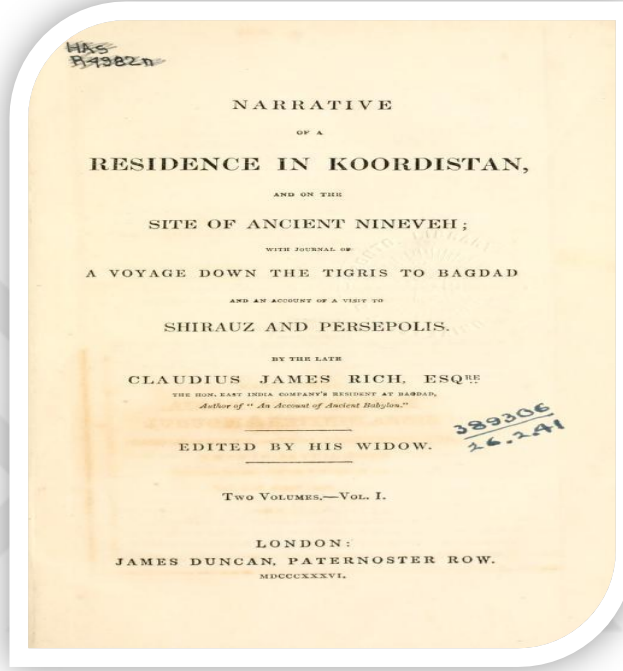 HAS
R4982n
NARRATIVE
OF A
RESIDENCE IN KOORDISTAN,
AND ON THE
SITE OF ANCIENT NINEVEH;
WITH JOURNAL OF
A VOYAGE DOWN THE TIGRIS TO BAGDAD
AND AN ACCOUNT OF A VISIT TO
SHIRAUZ AND PERSEPOLIS.
BY THE LATE
CLAUDIUS JAMES RICH, ESQRE
THE HON. EAST INDIA COMPANY'S RESIDENT AT BAGDAD,
Author of "An Account of Ancient Babylon."
EDITED BY HIS WIDOW.
389306
26.2.41
TWO VOLUMES.—VOL. I.
LONDON:
JAMES DUNCAN, PATERNOSTER ROW.
MDCCCXXXVI.